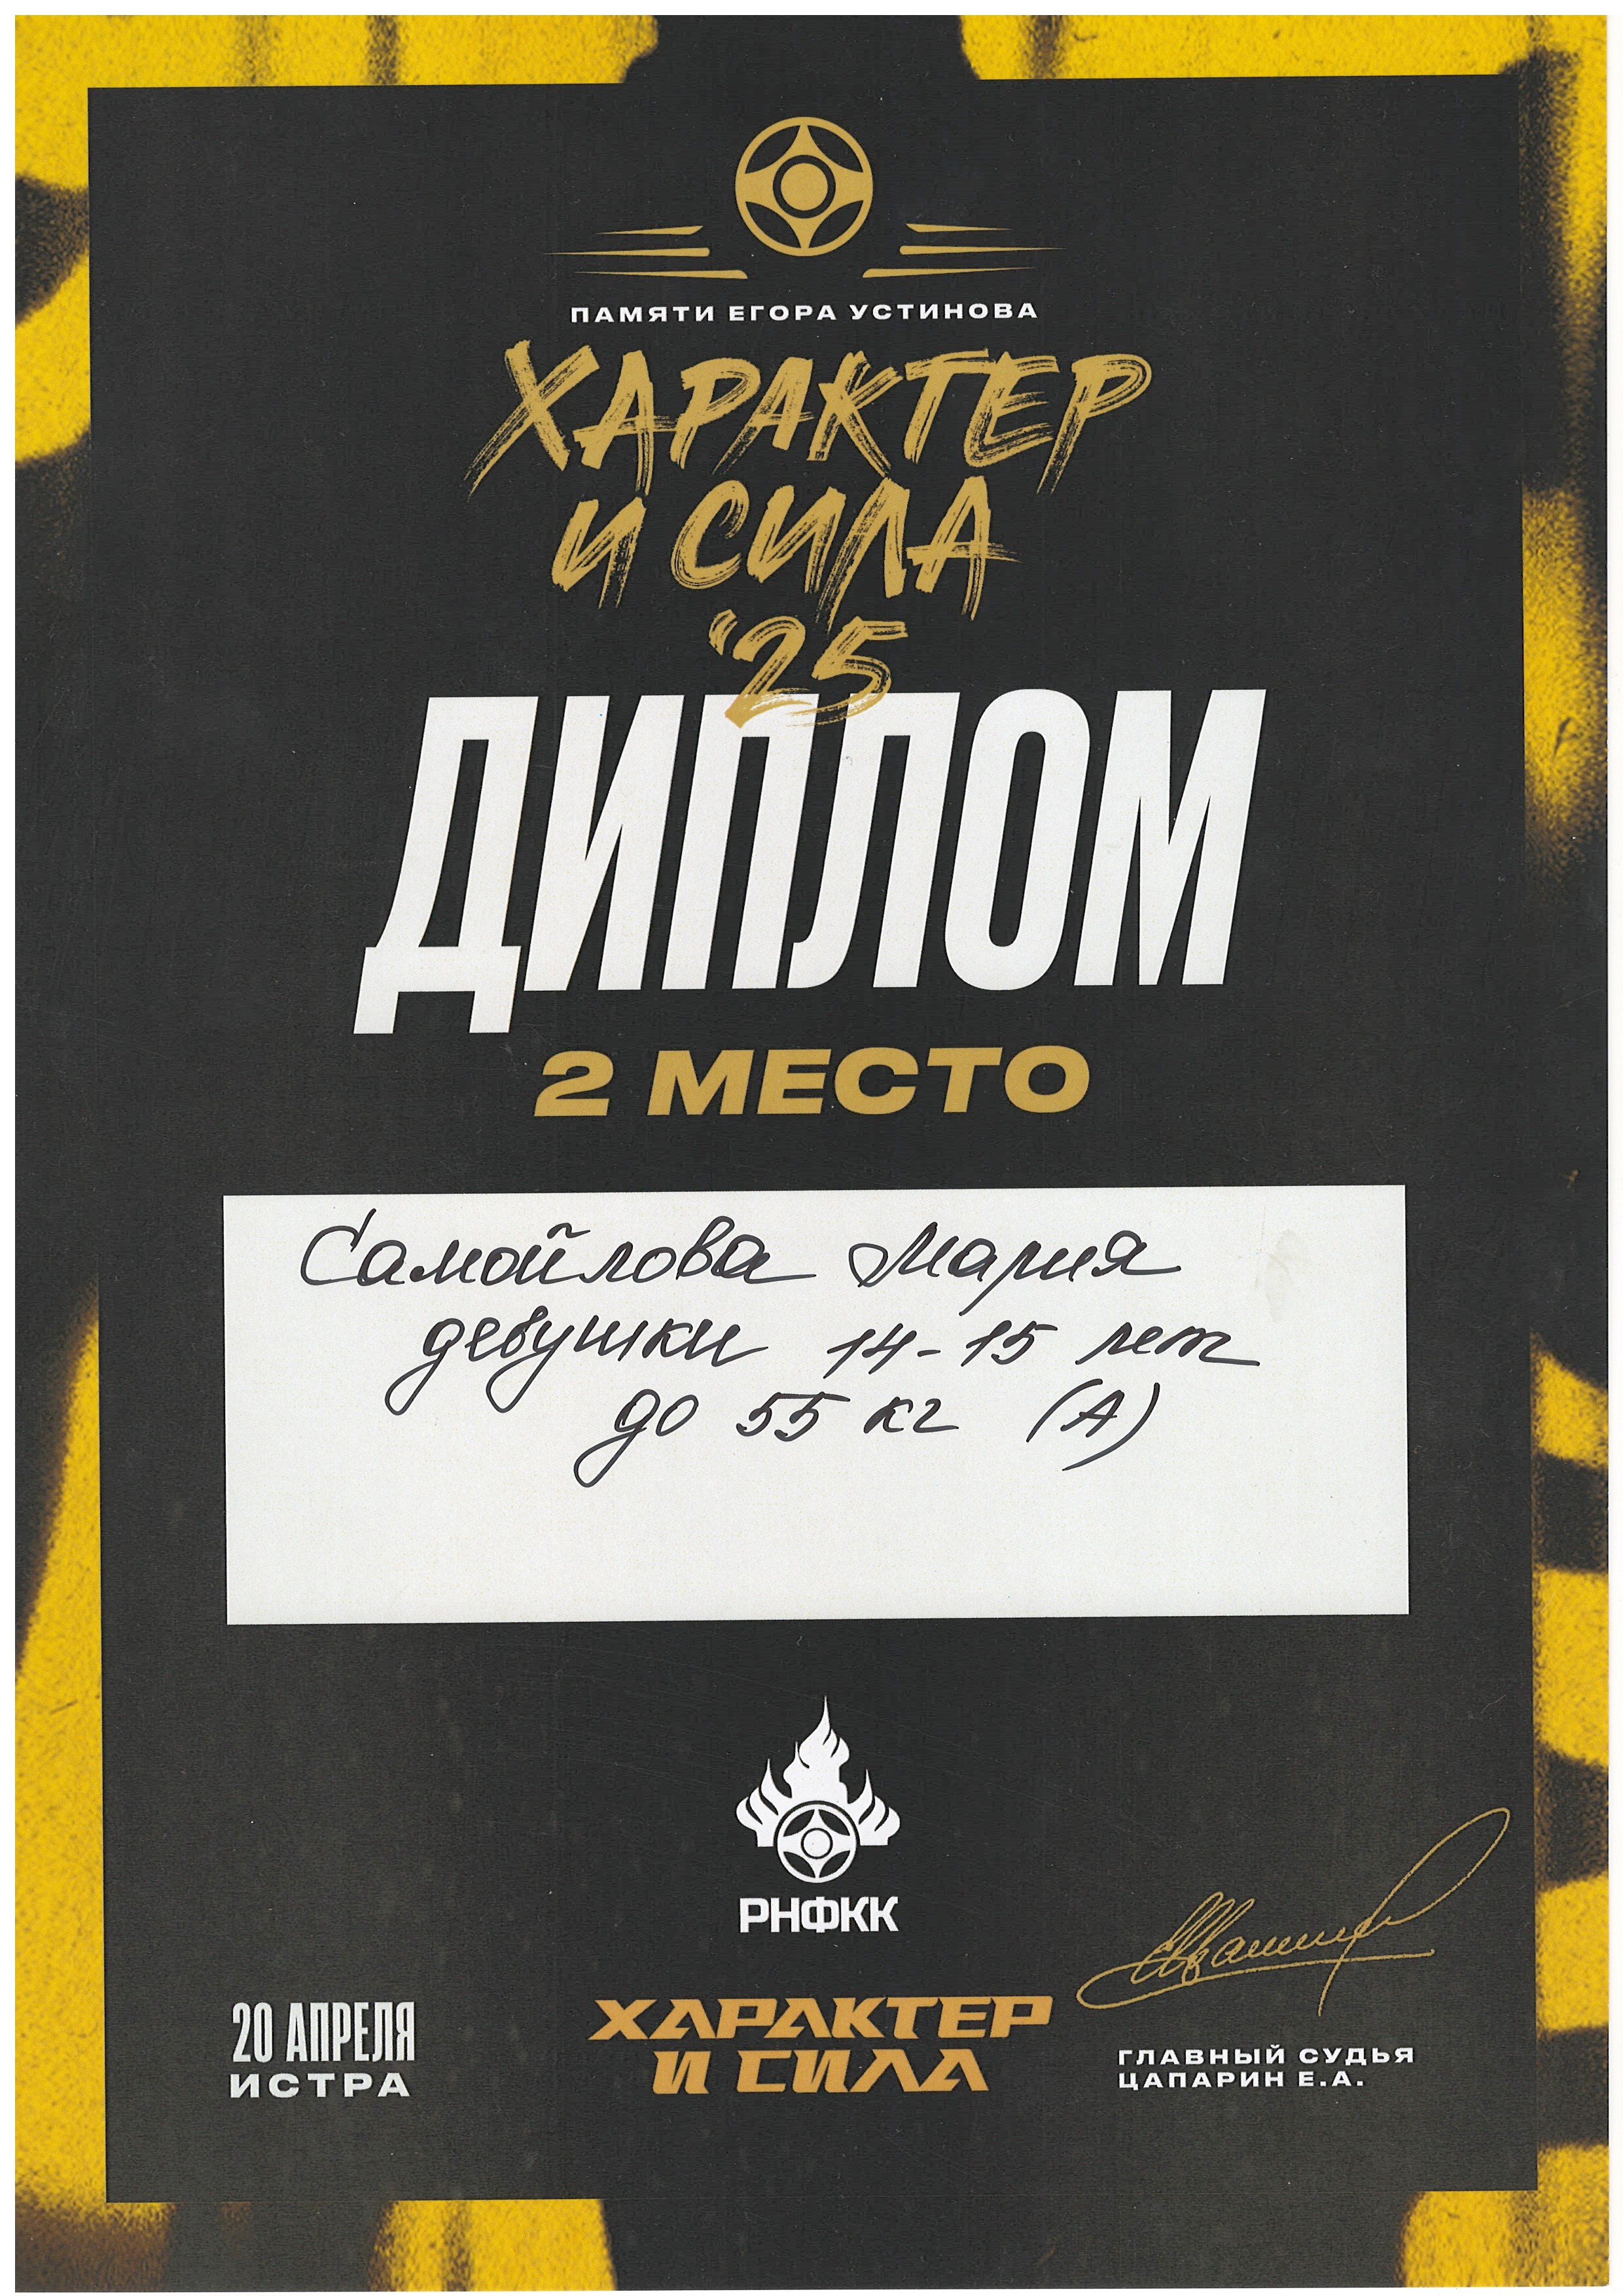 ПАМЯТИ ЕГОРА УСТИНОВА
ХАРАКТЕР
И СИЛА
'25
ДИПЛОМ
2 МЕСТО
Самойлова Мария
девушки 14-15 лет
до 55 кг (А)
РНФКК
20 АПРЕЛЯ
ИСТРА
ХАРАКТЕР
И СИЛА
ГЛАВНЫЙ СУДЬЯ
ЦАПАРИН Е.А.